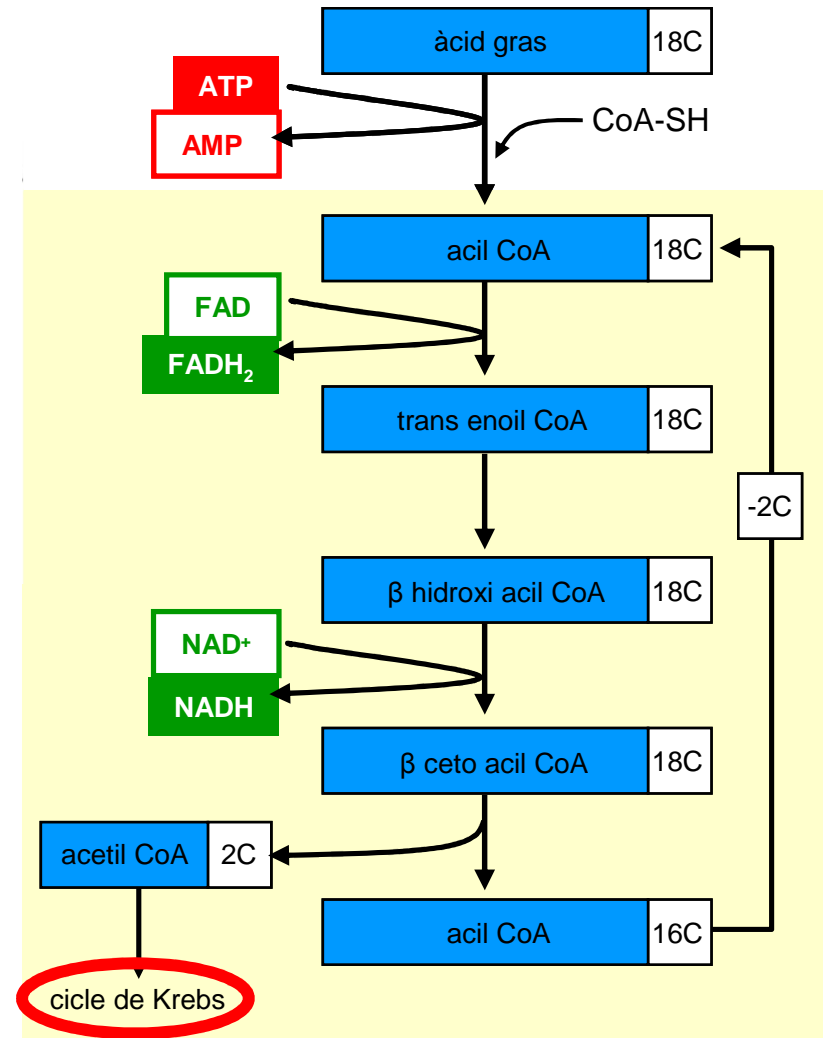 àcid gras 18C
ATP
AMP
CoA-SH
acil CoA 18C
FAD
FADH₂
trans enoil CoA 18C
-2C
β hidroxi acil CoA 18C
NAD⁺
NADH
β ceto acil CoA 18C
acetil CoA 2C
acil CoA 16C
cicle de Krebs